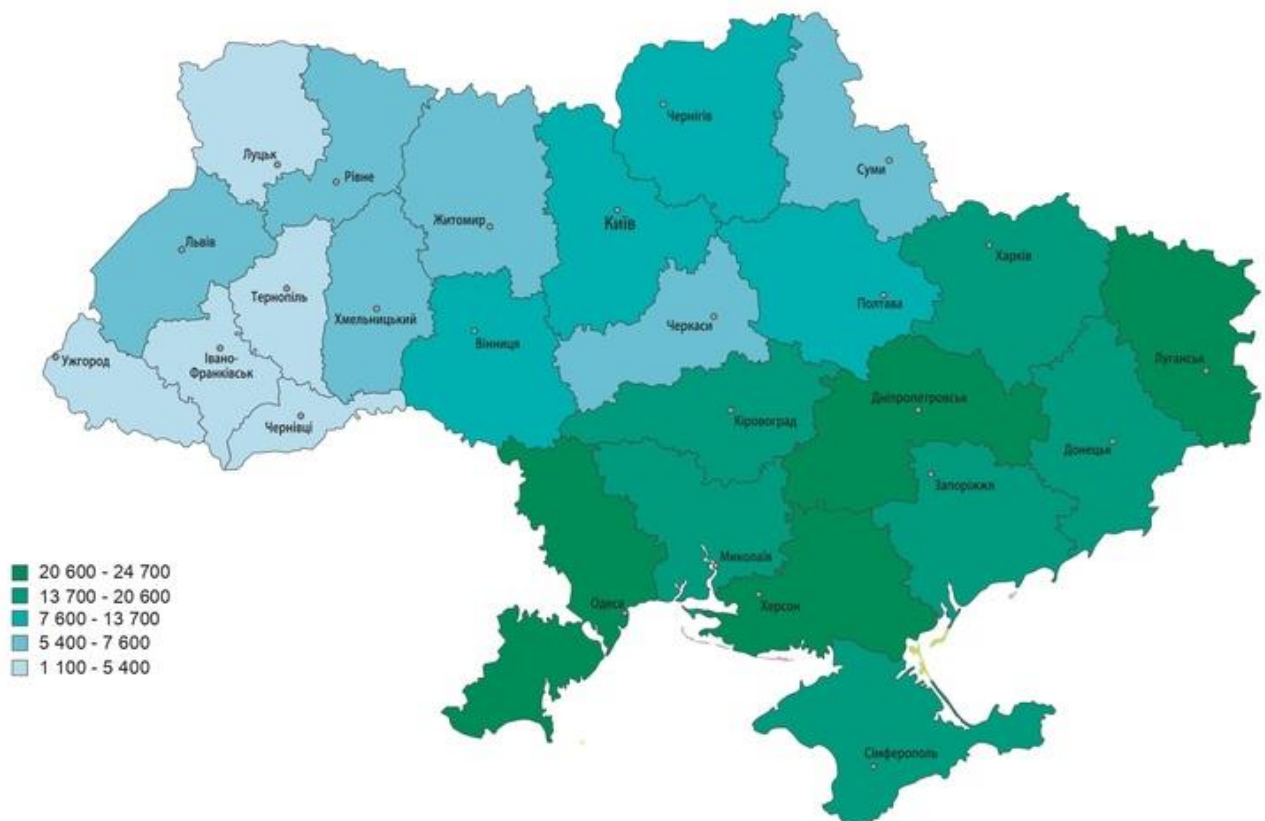 Чернігів
Луцьк
Суми
Рівне
Київ
Житомир
Львів
Харків
Тернопіль
Полтава
Хмельницький
Черкаси
Вінниця
Ужгород
Івано-
Франківськ
Луганськ
Дніпропетровськ
Чернівці
Кіровоград
Донецьк
Запоріжжя
Миколаїв
20 600 - 24 700
13 700 - 20 600
7 600 - 13 700
5 400 - 7 600
1 100 - 5 400
Одеса
Херсон
Сімферополь